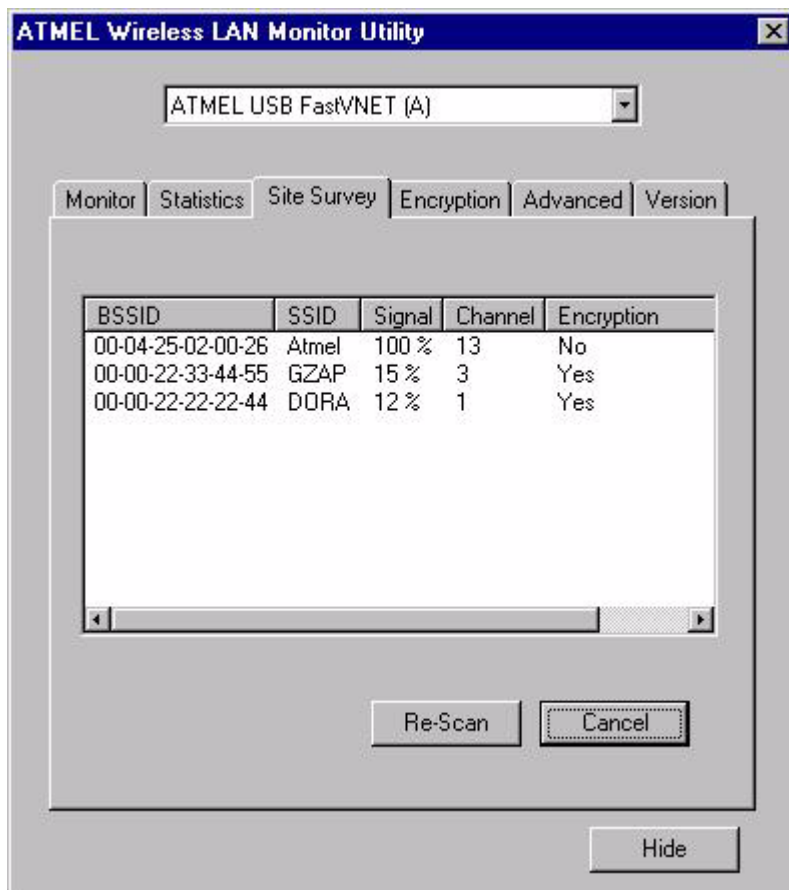 ATMEL Wireless LAN Monitor Utility
ATMEL USB FastVNET (A)
Monitor Statistics Site Survey Encryption Advanced Version
BSSID SSID Signal Channel Encryption
00-04-25-02-00-26 Atmel 100 % 13 No
00-00-22-33-44-55 GZAP 15 % 3 Yes
00-00-22-22-22-44 DORA 12 % 1 Yes
Re-Scan Cancel
Hide